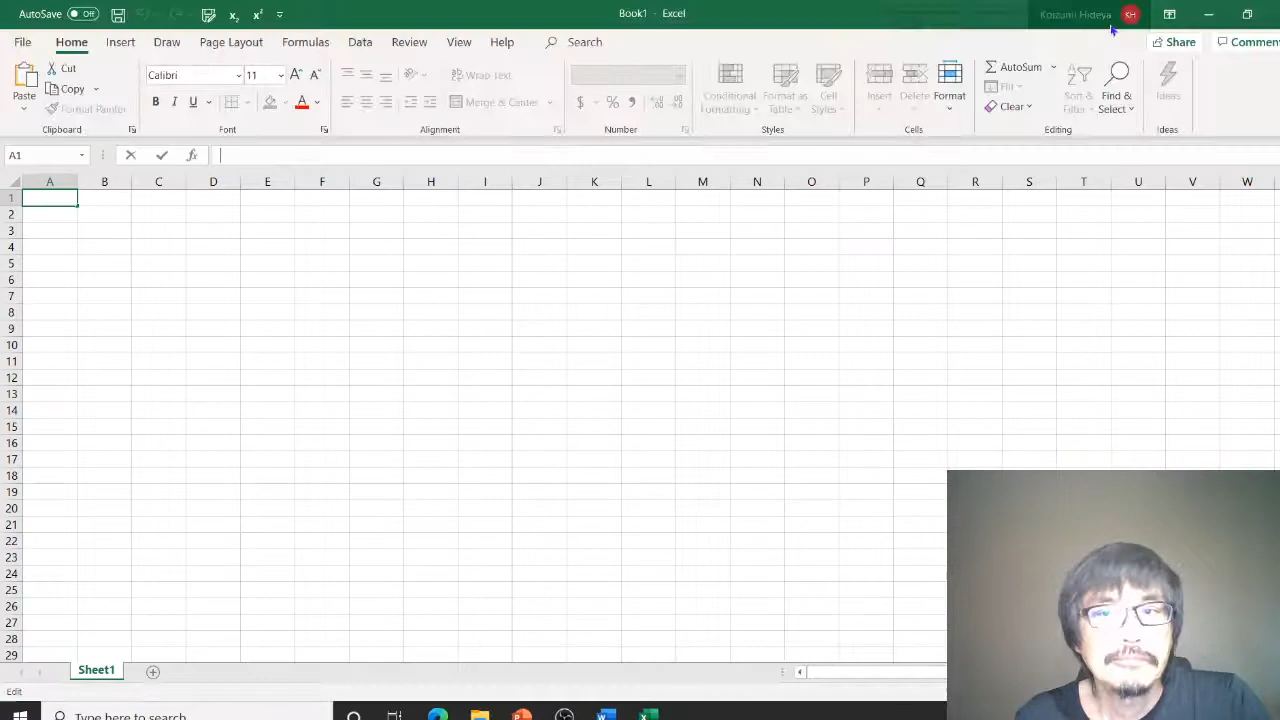 AutoSave Off Book1 - Excel Koizumi Hideya KH
File Home Insert Draw Page Layout Formulas Data Review View Help Search Share Commen
Paste Cut Copy Format Painter Clipboard
Calibri 11 B I U A Font
ab Wrap Text Merge & Center Alignment
$ % 9 Number
Conditional Formatting Format as Table Cell Styles Styles
Insert Delete Format Cells
AutoSum Fill Clear Sort & Filter Find & Select Editing
Ideas Ideas
A1 fx
A B C D E F G H I J K L M N O P Q R S T U V W
1
2
3
4
5
6
7
8
9
10
11
12
13
14
15
16
17
18
19
20
21
22
23
24
25
26
27
28
29
Sheet1
Edit
Type here to search